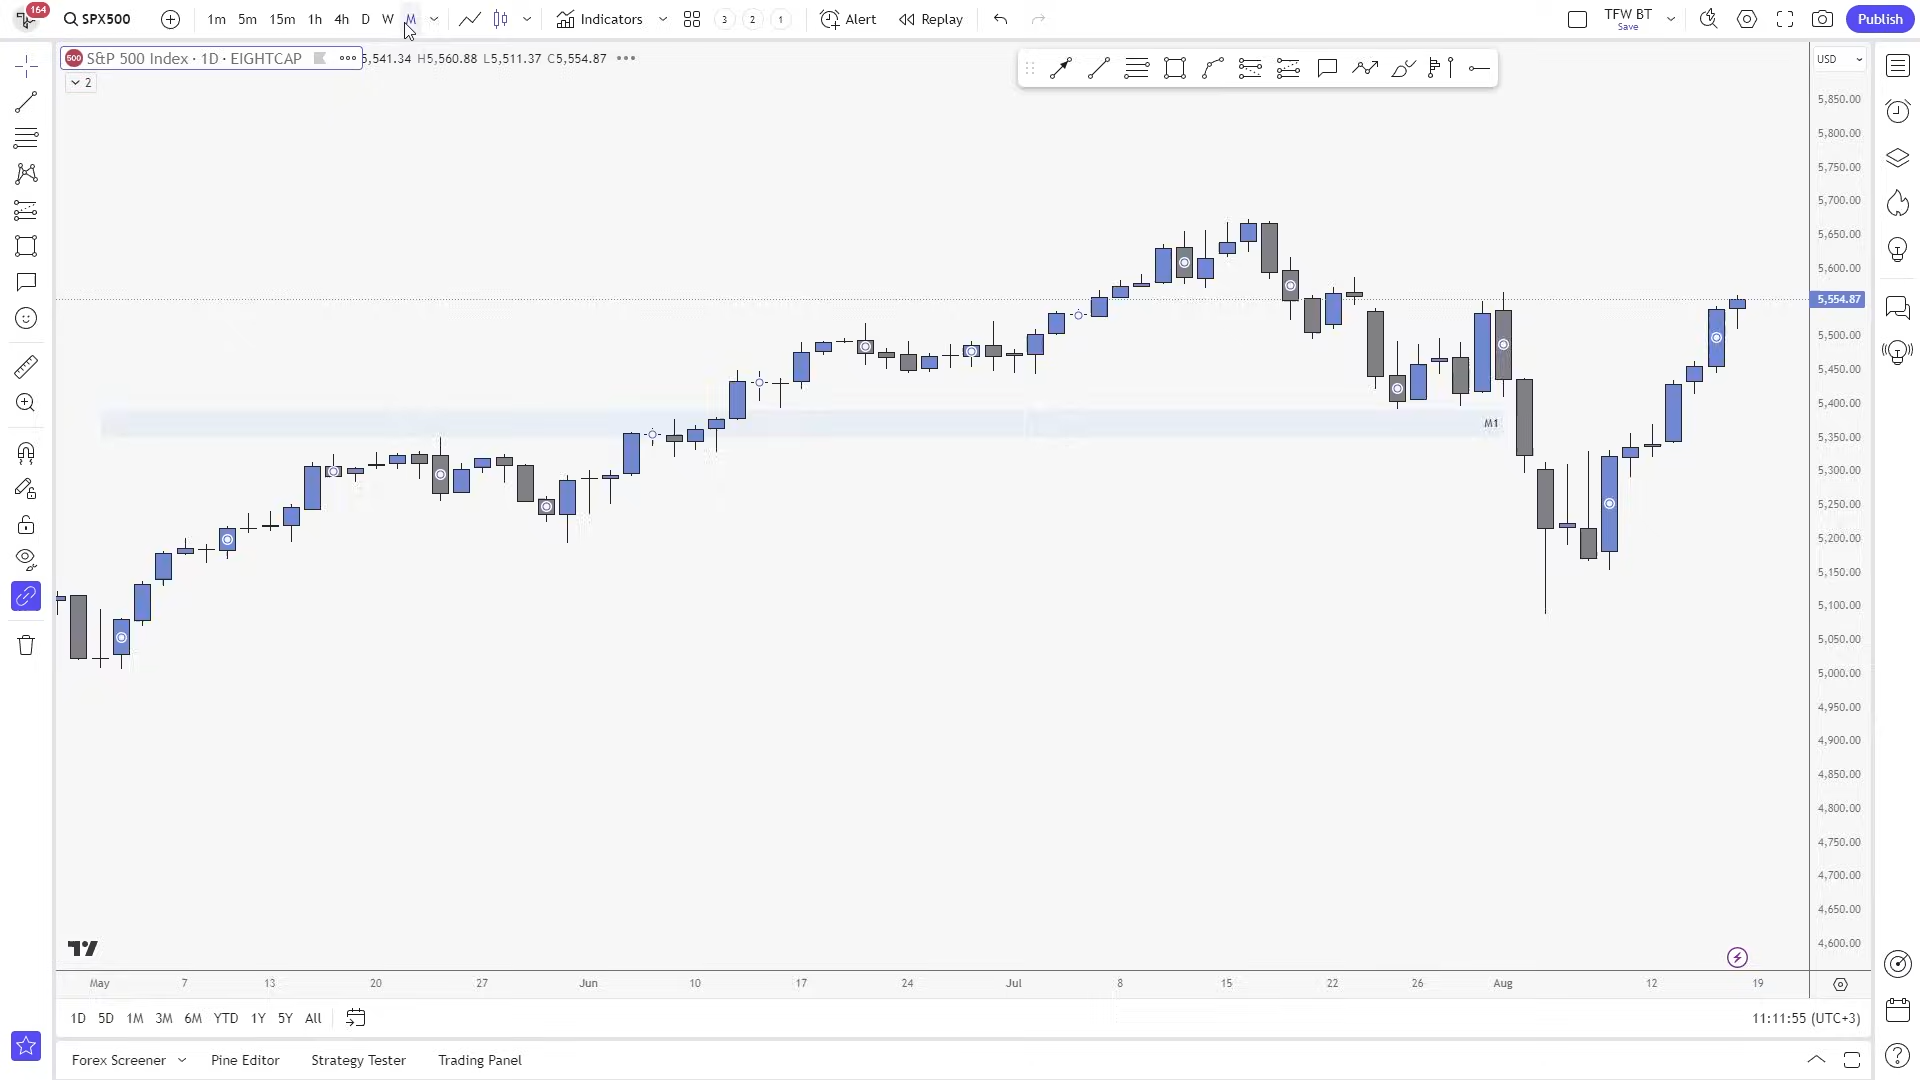 164
SPX500
1m 5m 15m 1h 4h D W M
Indicators
3 2 1
Alert
Replay
TFW BT
Save
Publish
500 S&P 500 Index · 1D · EIGHTCAP
5,541.34 H5,560.88 L5,511.37 C5,554.87
2
USD
5,850.00
5,800.00
5,750.00
5,700.00
5,650.00
5,600.00
5,554.87
5,500.00
5,450.00
5,400.00
M1
5,350.00
5,300.00
5,250.00
5,200.00
5,150.00
5,100.00
5,050.00
5,000.00
4,950.00
4,900.00
4,850.00
4,800.00
4,750.00
4,700.00
4,650.00
4,600.00
May 7 13 20 27 Jun 10 17 24 Jul 8 15 22 26 Aug 12 19
1D 5D 1M 3M 6M YTD 1Y 5Y All
11:11:55 (UTC+3)
Forex Screener Pine Editor Strategy Tester Trading Panel